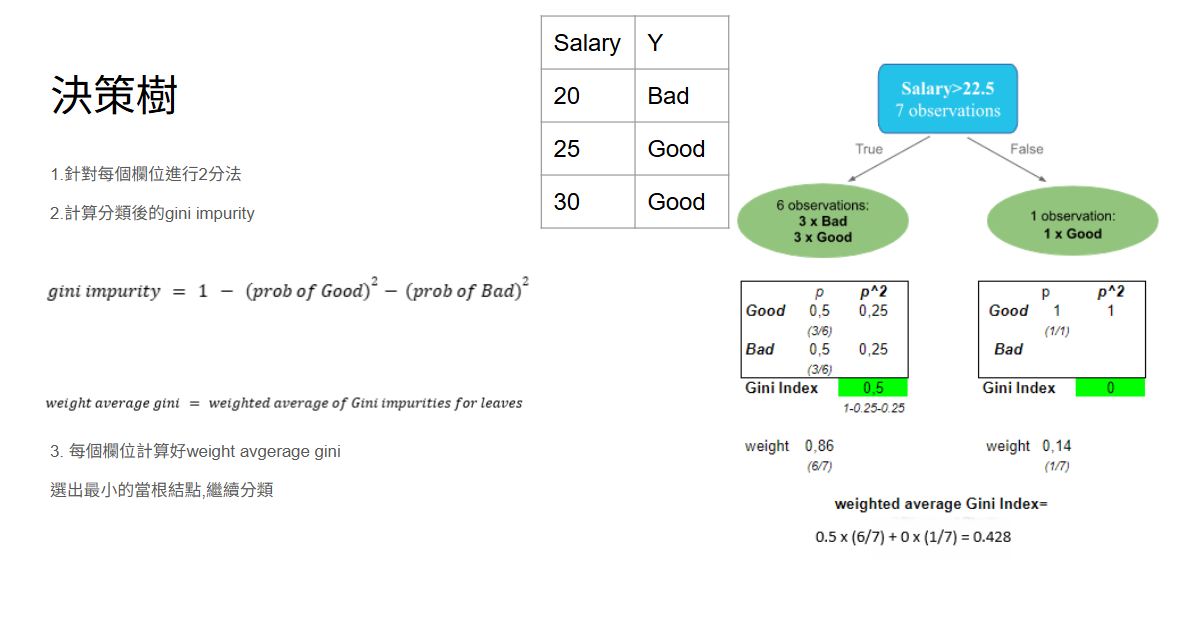 決策樹
1.針對每個欄位進行2分法
2.計算分類後的gini impurity
gini impurity = 1 − (prob of Good)² − (prob of Bad)²
weight average gini = weighted average of Gini impurities for leaves
3. 每個欄位計算好weight avgerage gini
選出最小的當根結點,繼續分類
Salary Y
20 Bad
25 Good
30 Good
Salary>22.5
7 observations
True False
6 observations:
3 x Bad
3 x Good
1 observation:
1 x Good
p p^2
Good 0,5 0,25
(3/6)
Bad 0,5 0,25
(3/6)
Gini Index 0,5
1-0.25-0.25
weight 0,86
(6/7)
p p^2
Good 1 1
(1/1)
Bad
Gini Index 0
weight 0,14
(1/7)
weighted average Gini Index=
0.5 x (6/7) + 0 x (1/7) = 0.428